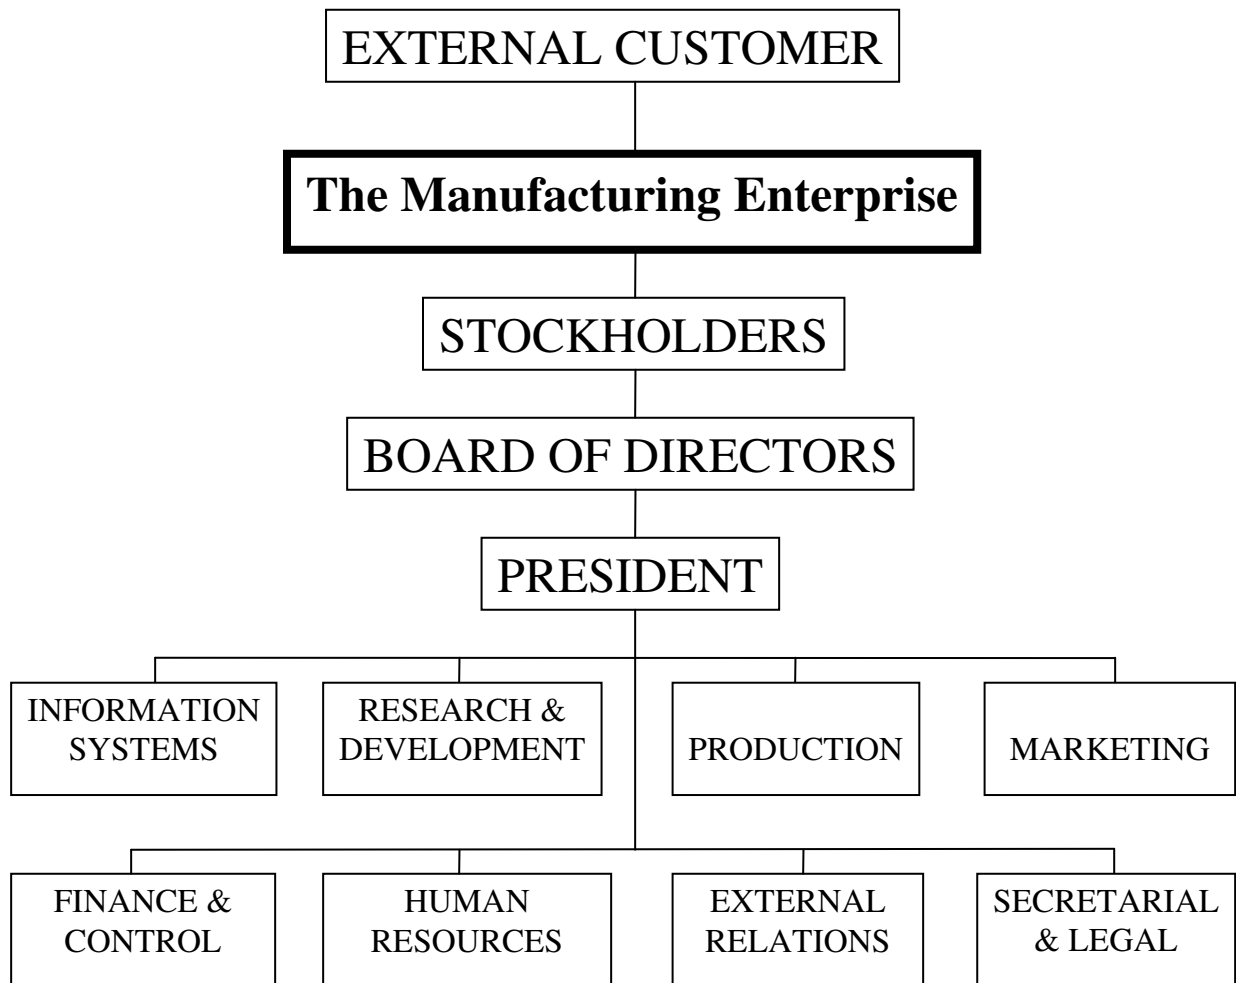 EXTERNAL CUSTOMER
The Manufacturing Enterprise
STOCKHOLDERS
BOARD OF DIRECTORS
PRESIDENT
INFORMATION
SYSTEMS
RESEARCH &
DEVELOPMENT
PRODUCTION
MARKETING
FINANCE &
CONTROL
HUMAN
RESOURCES
EXTERNAL
RELATIONS
SECRETARIAL
& LEGAL